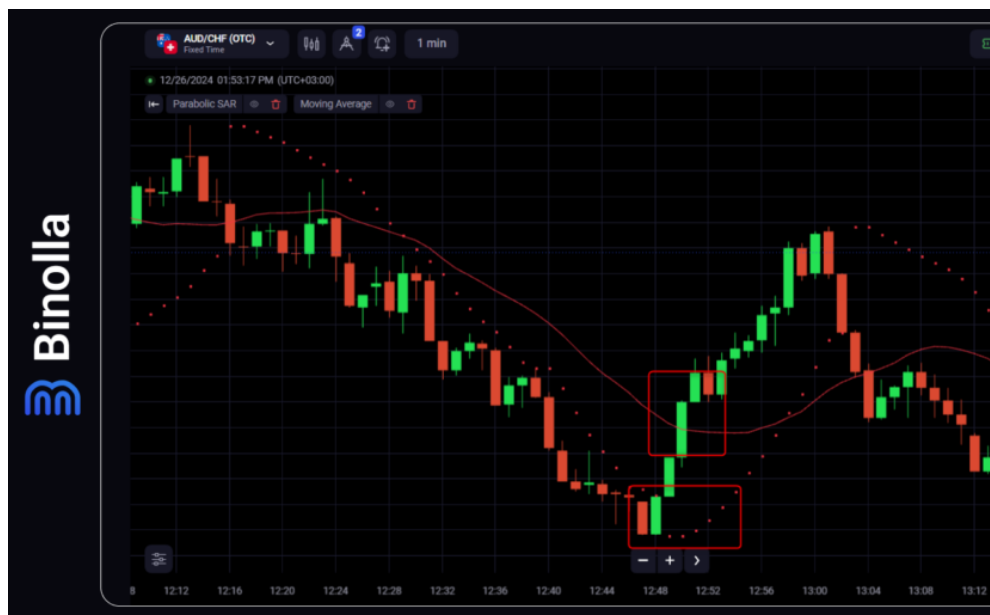 Binolla
AUD/CHF (OTC)
Fixed Time
2
1 min
12/26/2024 01:53:17 PM (UTC+03:00)
Parabolic SAR
Moving Average
8 12:12 12:16 12:20 12:24 12:28 12:32 12:36 12:40 12:44 12:48 12:52 12:56 13:00 13:04 13:08 13:12